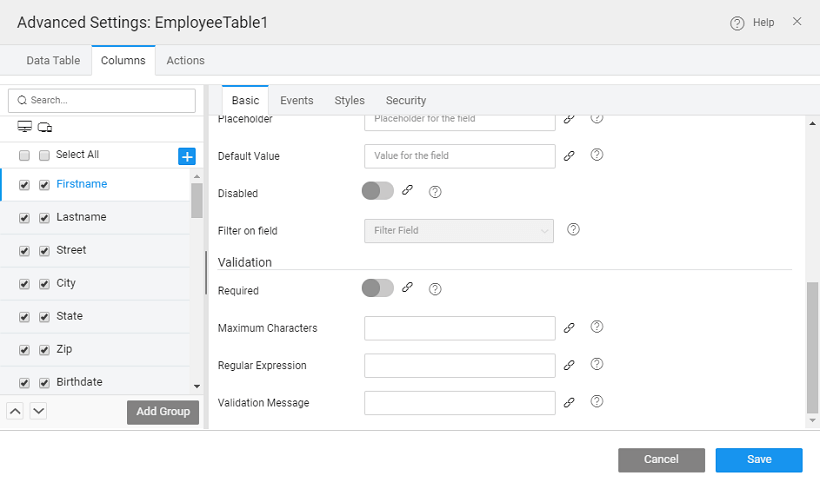 Advanced Settings: EmployeeTable1
Help
Data Table
Columns
Actions
Search...
Select All
Firstname
Lastname
Street
City
State
Zip
Birthdate
Add Group
Basic
Events
Styles
Security
Placeholder
Placeholder for the field
Default Value
Value for the field
Disabled
Filter on field
Filter Field
Validation
Required
Maximum Characters
Regular Expression
Validation Message
Cancel
Save